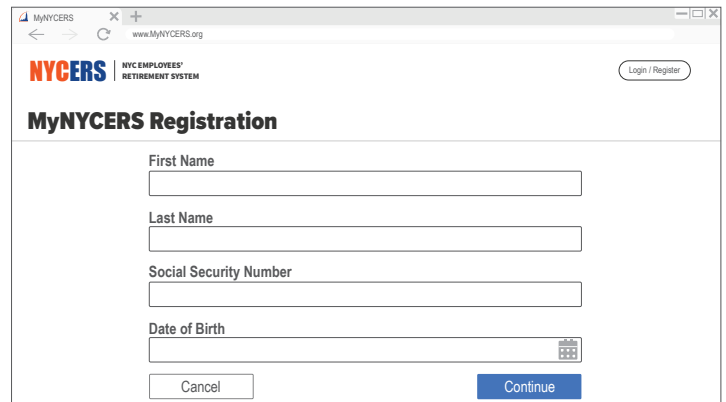 MyNYCERS
www.MyNYCERS.org
NYCERS
NYC EMPLOYEES'
RETIREMENT SYSTEM
Login / Register
MyNYCERS Registration
First Name
Last Name
Social Security Number
Date of Birth
Cancel
Continue